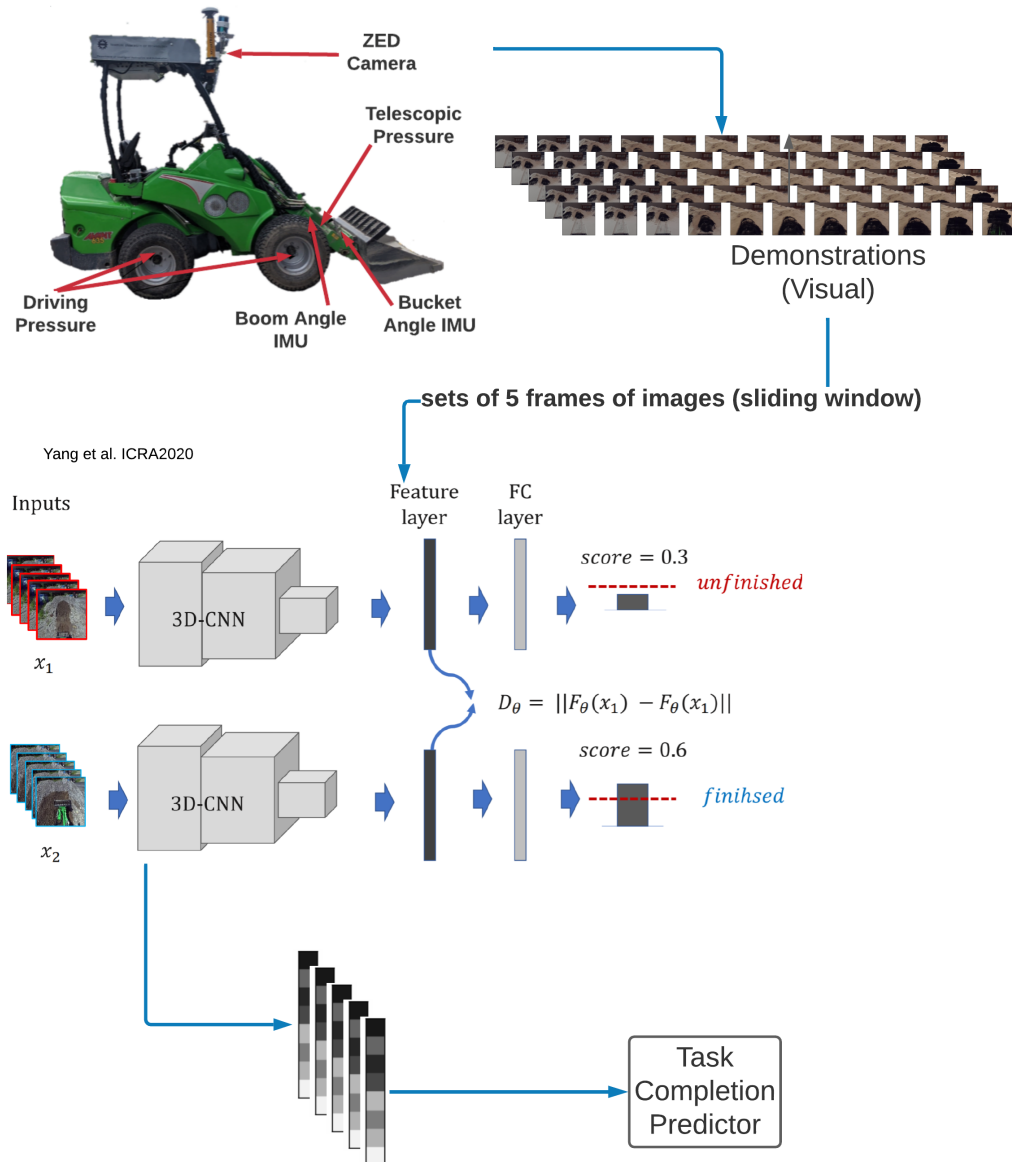 ZED
Camera
Telescopic
Pressure
Driving
Pressure
Boom Angle
IMU
Bucket
Angle IMU
Demonstrations
(Visual)
sets of 5 frames of images (sliding window)
Yang et al. ICRA2020
Inputs
Feature
layer
FC
layer
3D-CNN
score = 0.3
unfinished
x₁
D_θ = ||F_θ(x₁) − F_θ(x₁)||
score = 0.6
3D-CNN
finihsed
x₂
Task
Completion
Predictor